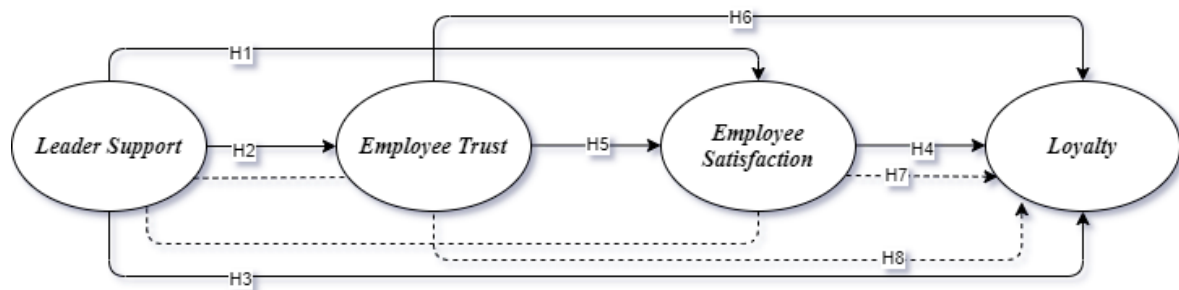 H6
H1
Leader Support
H2
Employee Trust
H5
Employee
Satisfaction
H4
Loyalty
H7
H8
H3